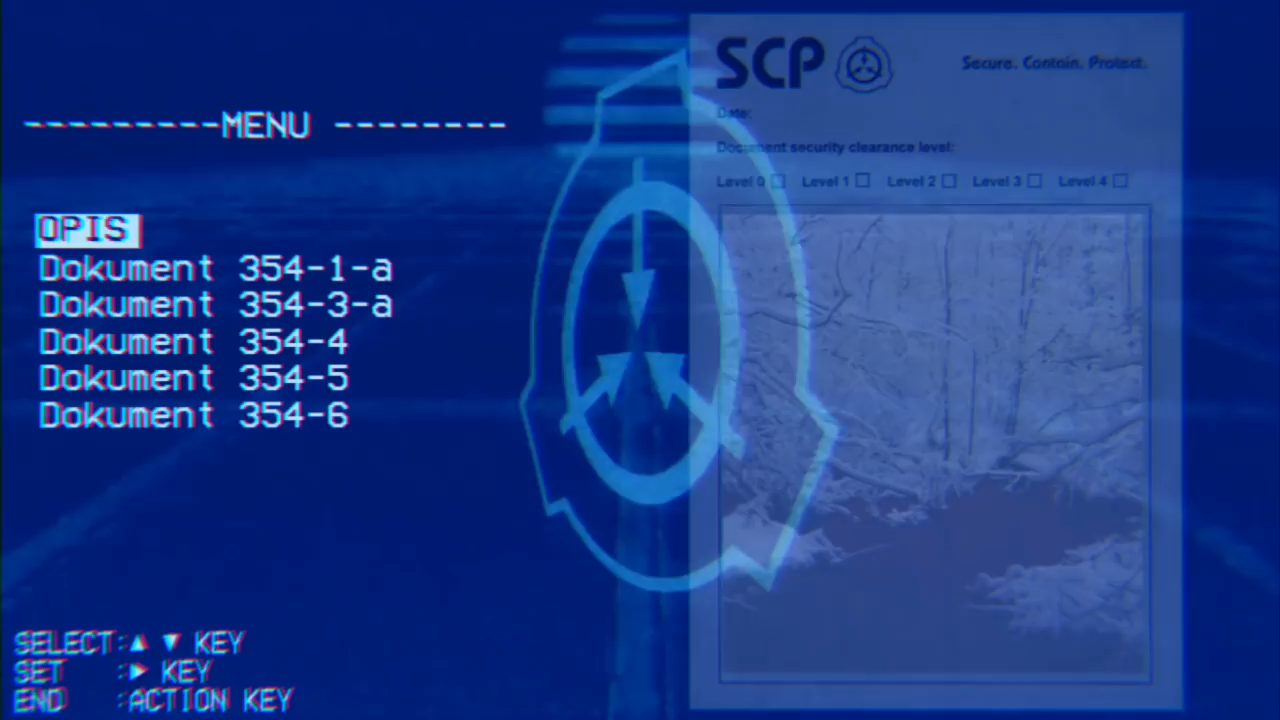 ---------MENU --------
OPIS
Dokument 354-1-a
Dokument 354-3-a
Dokument 354-4
Dokument 354-5
Dokument 354-6
SELECT:▲ ▼ KEY
SET :▶ KEY
END :ACTION KEY
SCP
Secure. Contain. Protect.
Date:
Document security clearance level:
Level 0 □ Level 1 □ Level 2 □ Level 3 □ Level 4 □